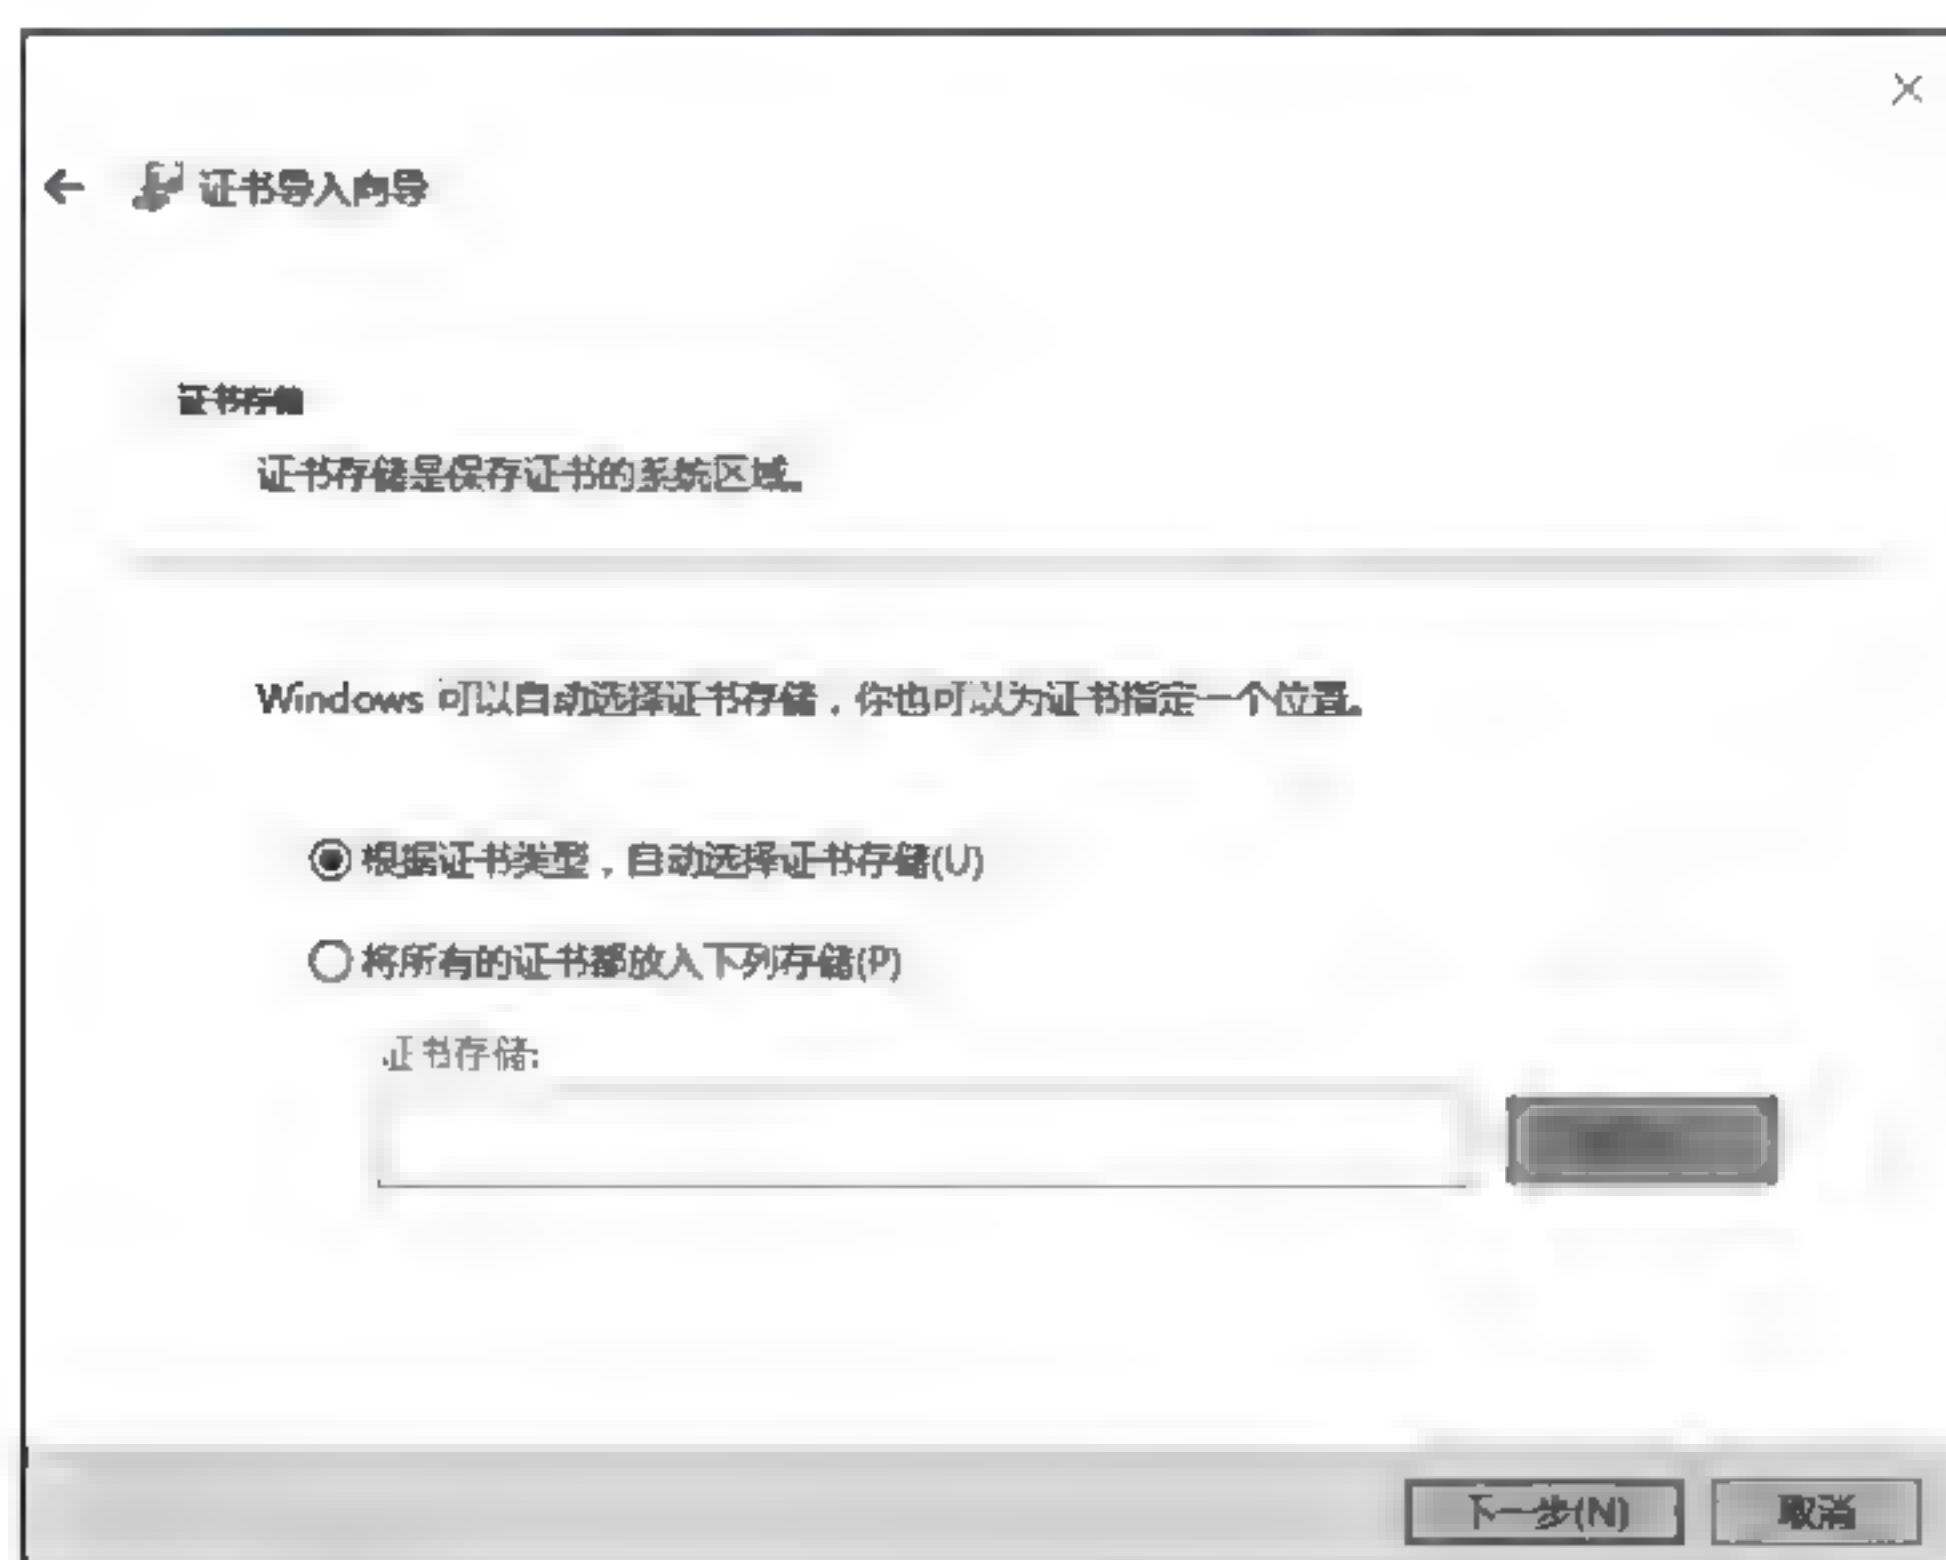 证书导入向导
证书存储
证书存储是保存证书的系统区域。
Windows 可以自动选择证书存储，你也可以为证书指定一个位置。
根据证书类型，自动选择证书存储(U)
将所有的证书都放入下列存储(P)
证书存储:
下一步(N)
取消